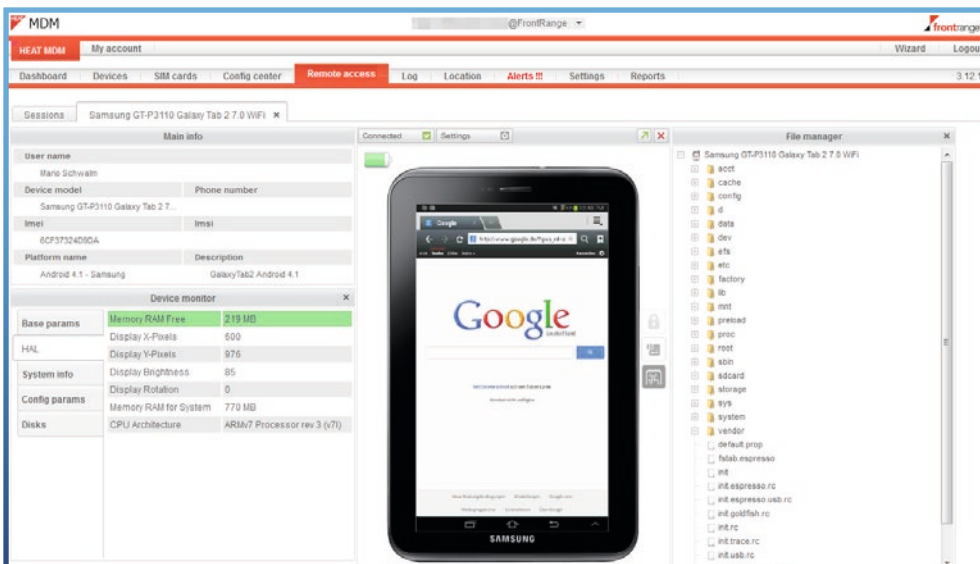 MDM
@FrontRange
frontrange
HEAT MDM My account Wizard Logout
Dashboard Devices SIM cards Config center Remote access Log Location Alerts !!! Settings Reports 3.12.1
Sessions Samsung GT-P3110 Galaxy Tab 2 7.0 WiFi
Main info
User name
Mario Schwalm
Device model Phone number
Samsung GT-P3110 Galaxy Tab 2 7...
Imei Imsi
Platform name Description
Android 4.1 - Samsung GalaxyTab2 Android 4.1
Device monitor
Base params
HAL
System info
Config params
Disks
Memory RAM Free 219 MB
Display X-Pixels 600
Display Y-Pixels 976
Display Brightness 85
Display Rotation 0
Memory RAM for System 770 MB
CPU Architecture ARMv7 Processor rev 3 (v7l)
Connected Settings
Google
Google
SAMSUNG
File manager
Samsung GT-P3110 Galaxy Tab 2 7.0 WiFi
acct
cache
config
d
data
dev
efs
etc
factory
lib
mnt
preload
proc
root
sbin
sdcard
storage
sys
system
vendor
default.prop
fstab.espresso
init
init.espresso.rc
init.espresso.usb.rc
init.goldfish.rc
init.rc
init.trace.rc
init.usb.rc